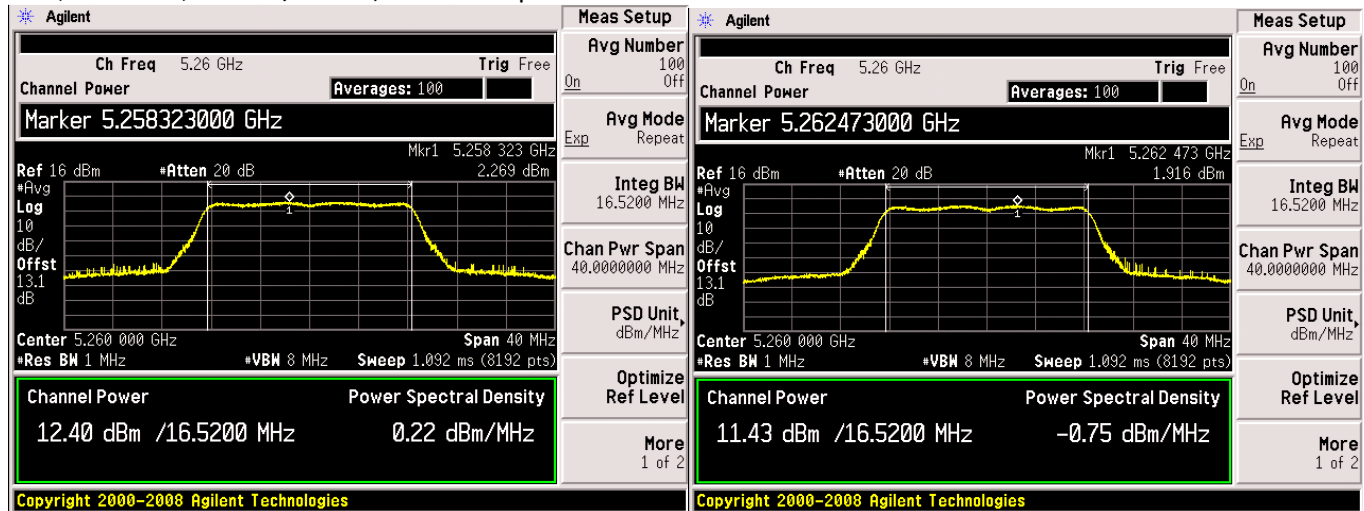 Agilent
Ch Freq 5.26 GHz Trig Free
Channel Power Averages: 100
Marker 5.258323000 GHz
Mkr1 5.258 323 GHz
Ref 16 dBm #Atten 20 dB 2.269 dBm
#Avg
Log
10
dB/
Offst
13.1
dB
1
Center 5.260 000 GHz Span 40 MHz
#Res BW 1 MHz #VBW 8 MHz Sweep 1.092 ms (8192 pts)
Channel Power Power Spectral Density
12.40 dBm /16.5200 MHz 0.22 dBm/MHz
Copyright 2000-2008 Agilent Technologies
Meas Setup
Avg Number
100
On Off
Avg Mode
Exp Repeat
Integ BW
16.5200 MHz
Chan Pwr Span
40.0000000 MHz
PSD Unit
dBm/MHz
Optimize
Ref Level
More
1 of 2
Agilent
Ch Freq 5.26 GHz Trig Free
Channel Power Averages: 100
Marker 5.262473000 GHz
Mkr1 5.262 473 GHz
Ref 16 dBm #Atten 20 dB 1.916 dBm
#Avg
Log
10
dB/
Offst
13.1
dB
1
Center 5.260 000 GHz Span 40 MHz
#Res BW 1 MHz #VBW 8 MHz Sweep 1.092 ms (8192 pts)
Channel Power Power Spectral Density
11.43 dBm /16.5200 MHz -0.75 dBm/MHz
Copyright 2000-2008 Agilent Technologies
Meas Setup
Avg Number
100
On Off
Avg Mode
Exp Repeat
Integ BW
16.5200 MHz
Chan Pwr Span
40.0000000 MHz
PSD Unit
dBm/MHz
Optimize
Ref Level
More
1 of 2